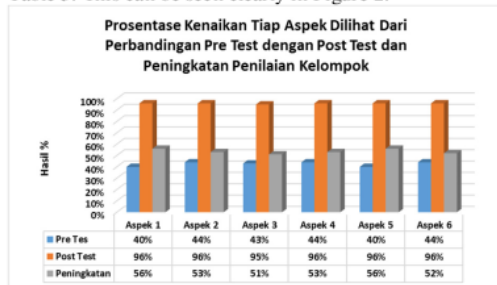 Prosentase Kenaikan Tiap Aspek Dilihat Dari
Perbandingan Pre Test dengan Post Test dan
Peningkatan Penilaian Kelompok
Hasil %
100%
90%
80%
70%
60%
50%
40%
30%
20%
10%
0%
Aspek 1 Aspek 2 Aspek 3 Aspek 4 Aspek 5 Aspek 6
Pre Tes 40% 44% 43% 44% 40% 44%
Post Test 96% 96% 95% 96% 96% 96%
Peningkatan 56% 53% 51% 53% 56% 52%